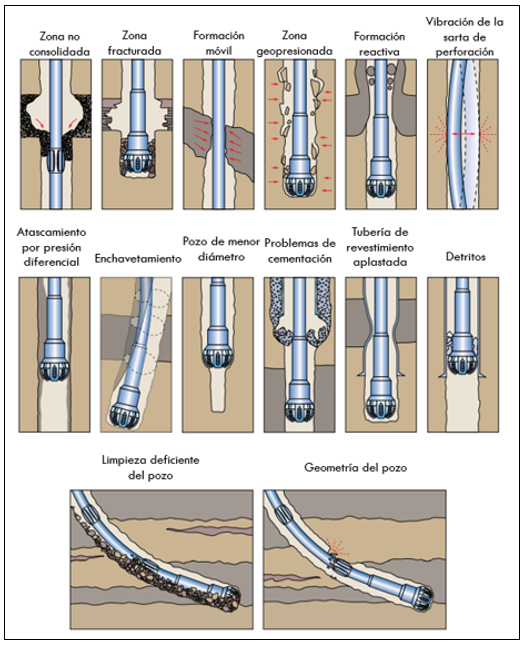 Zona no
consolidada
Zona
fracturada
Formación
móvil
Zona
geopresionada
Formación
reactiva
Vibración de la
sarta de
perforación
Atascamiento
por presión
diferencial
Enchavetamiento
Pozo de menor
diámetro
Problemas de
cementación
Tubería de
revestimiento
aplastada
Detritos
Limpieza deficiente
del pozo
Geometría del pozo